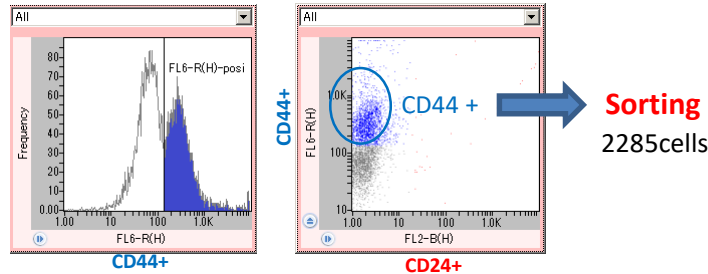 All
FL6-R(H)-posi
Frequency
80
70
60
50
40
30
20
10
0.00
1.00 10 100 1.0K
FL6-R(H)
CD44+
All
CD44+
FL6-R(H)
1.0K
100
10
1.00 10 100 1.0K
FL2-B(H)
CD24+
CD44 +
Sorting
2285cells